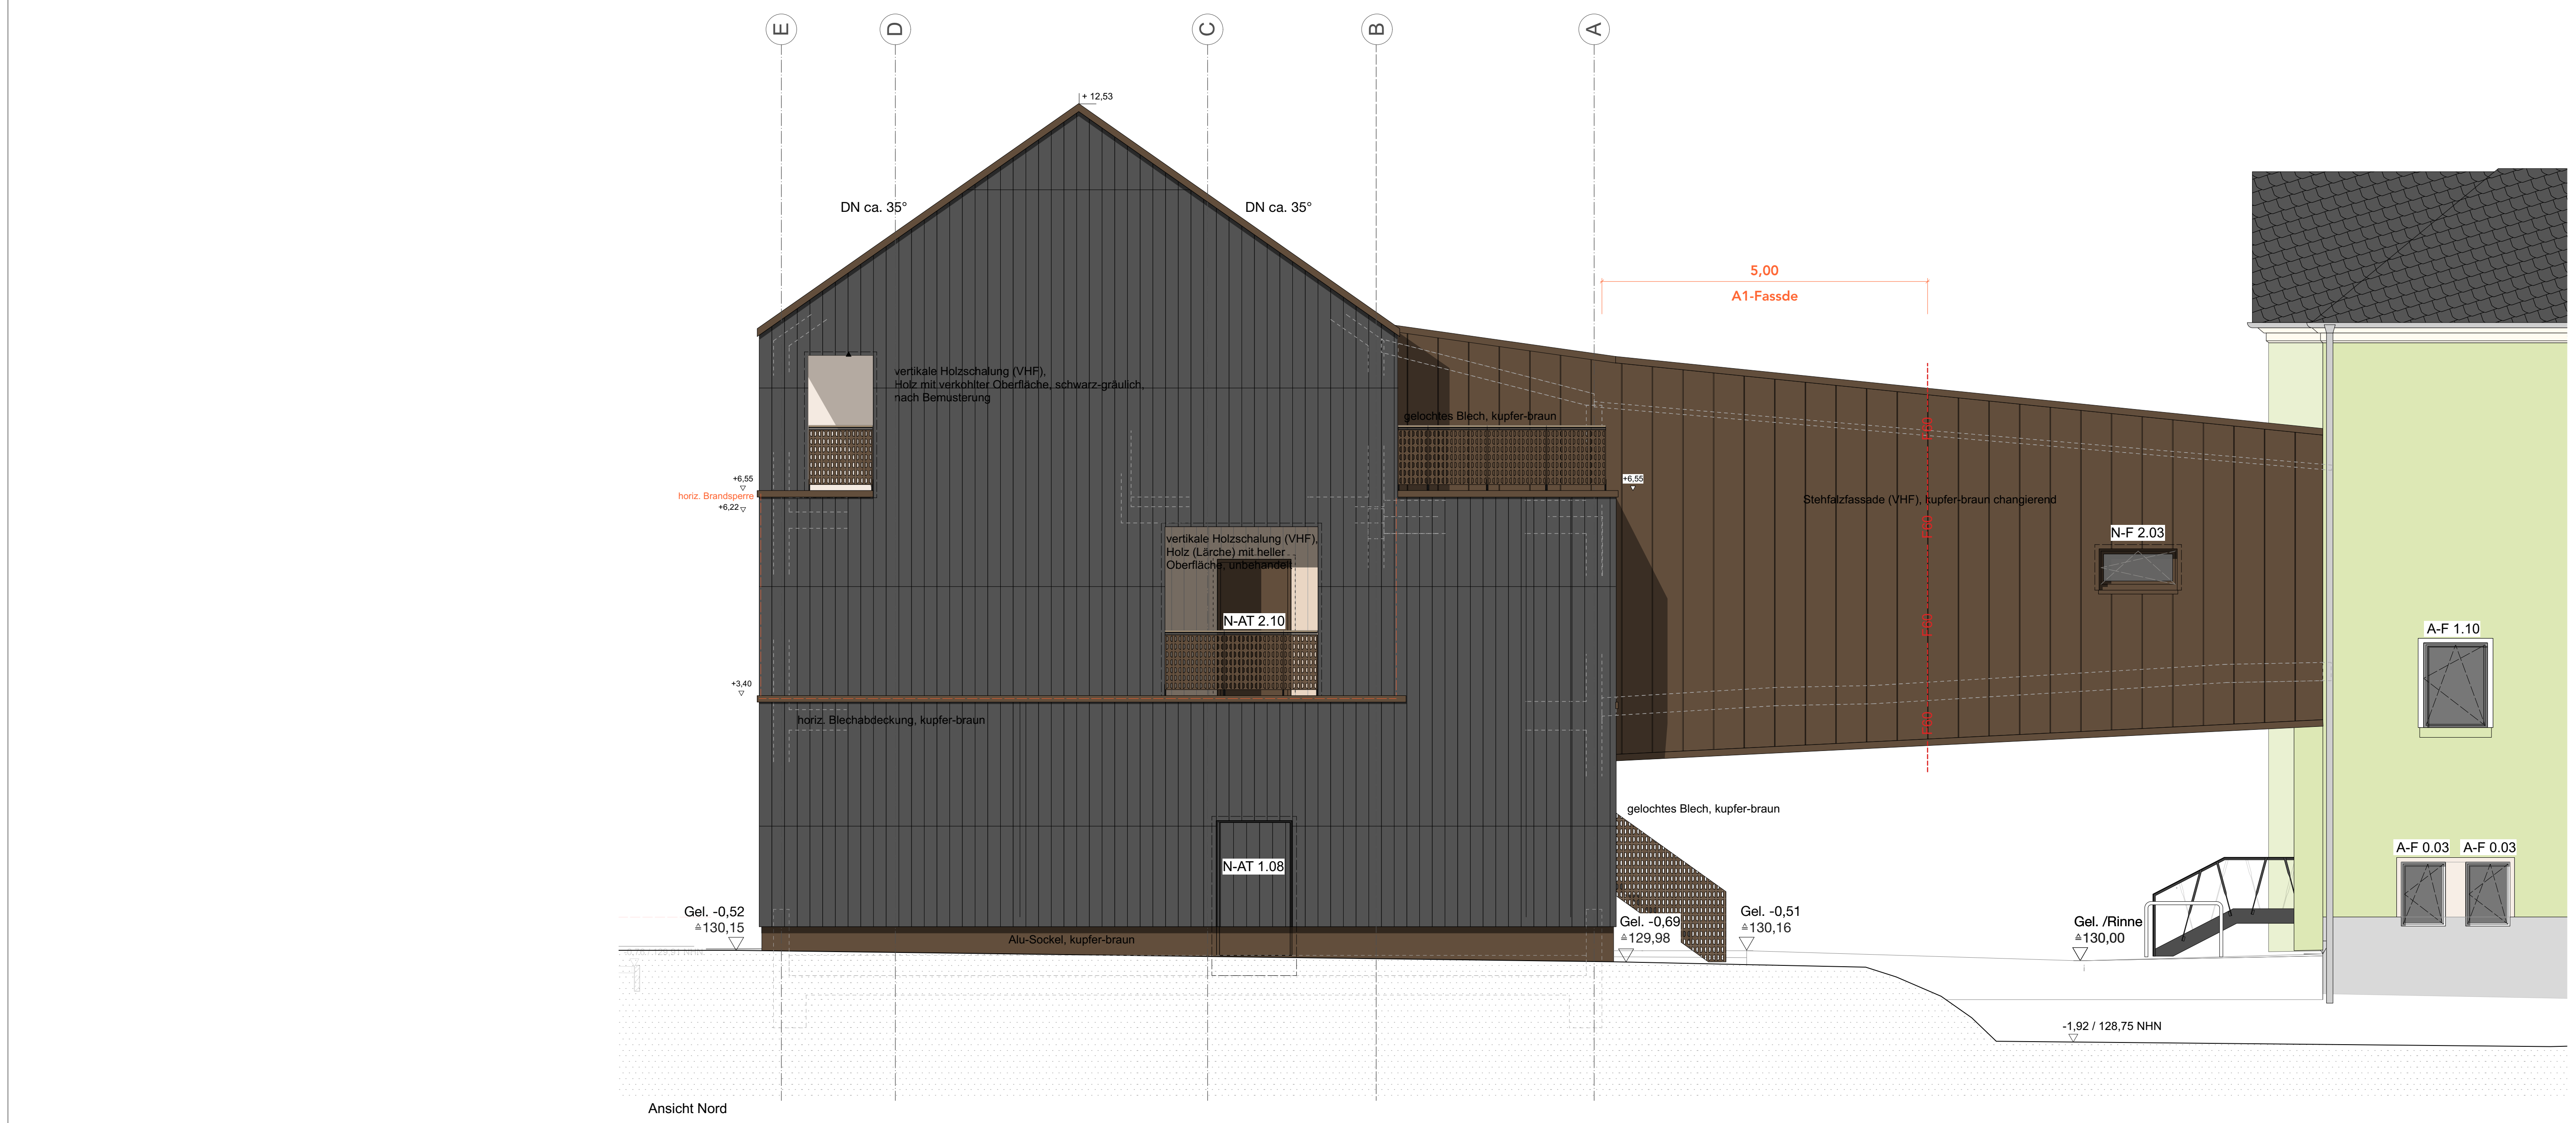 E
D
C
B
A
+ 12,53
DN ca. 35°
DN ca. 35°
5,00
A1-Fassde
vertikale Holzschalung (VHF),
Holz mit verkohlter Oberfläche, schwarz-gräulich,
nach Bemusterung
gelochtes Blech, kupfer-braun
+6,55
horiz. Brandsperre
+6,22
+6,55
Stehfalzfassade (VHF), kupfer-braun changierend
N-F 2.03
vertikale Holzschalung (VHF),
Holz (Lärche) mit heller
Oberfläche, unbehandelt
N-AT 2.10
F60
F60
F60
F60
A-F 1.10
+3,40
horiz. Blechabdeckung, kupfer-braun
gelochtes Blech, kupfer-braun
N-AT 1.08
A-F 0.03
A-F 0.03
Gel. -0,52
≙130,15
Alu-Sockel, kupfer-braun
Gel. -0,69
≙129,98
Gel. -0,51
≙130,16
Gel. /Rinne
≙130,00
-1,92 / 128,75 NHN
Ansicht Nord